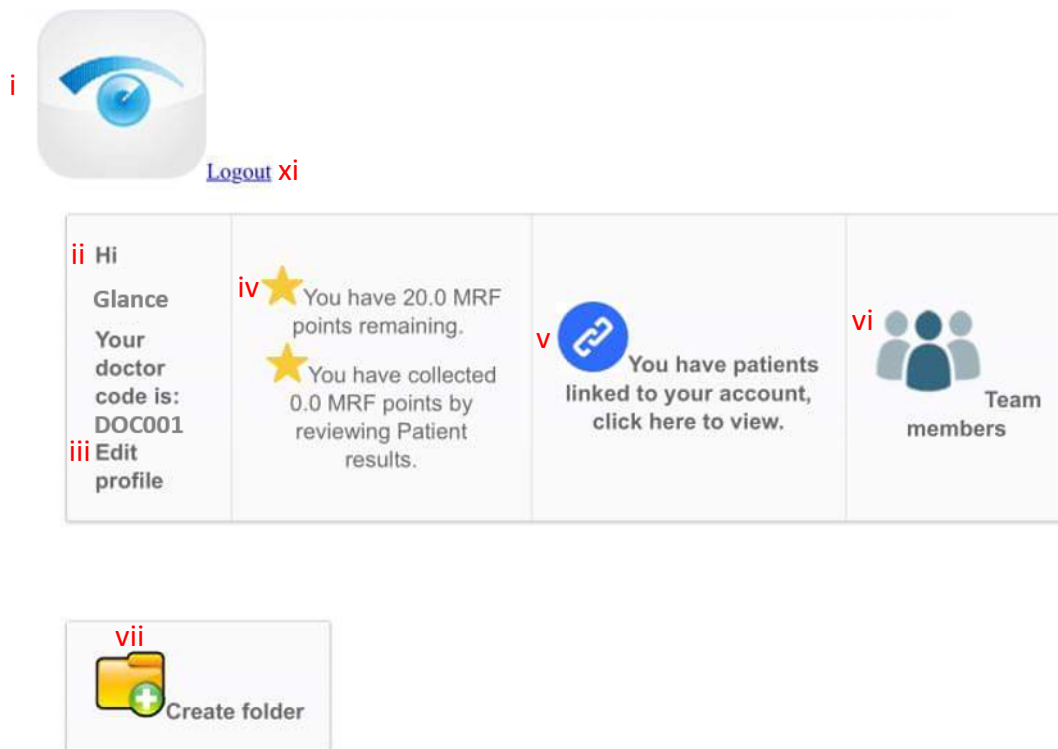 i
Logout xi
ii Hi
Glance
Your
doctor
code is:
DOC001
iii Edit
profile
iv You have 20.0 MRF
points remaining.
You have collected
0.0 MRF points by
reviewing Patient
results.
v You have patients
linked to your account,
click here to view.
vi Team
members
vii
Create folder